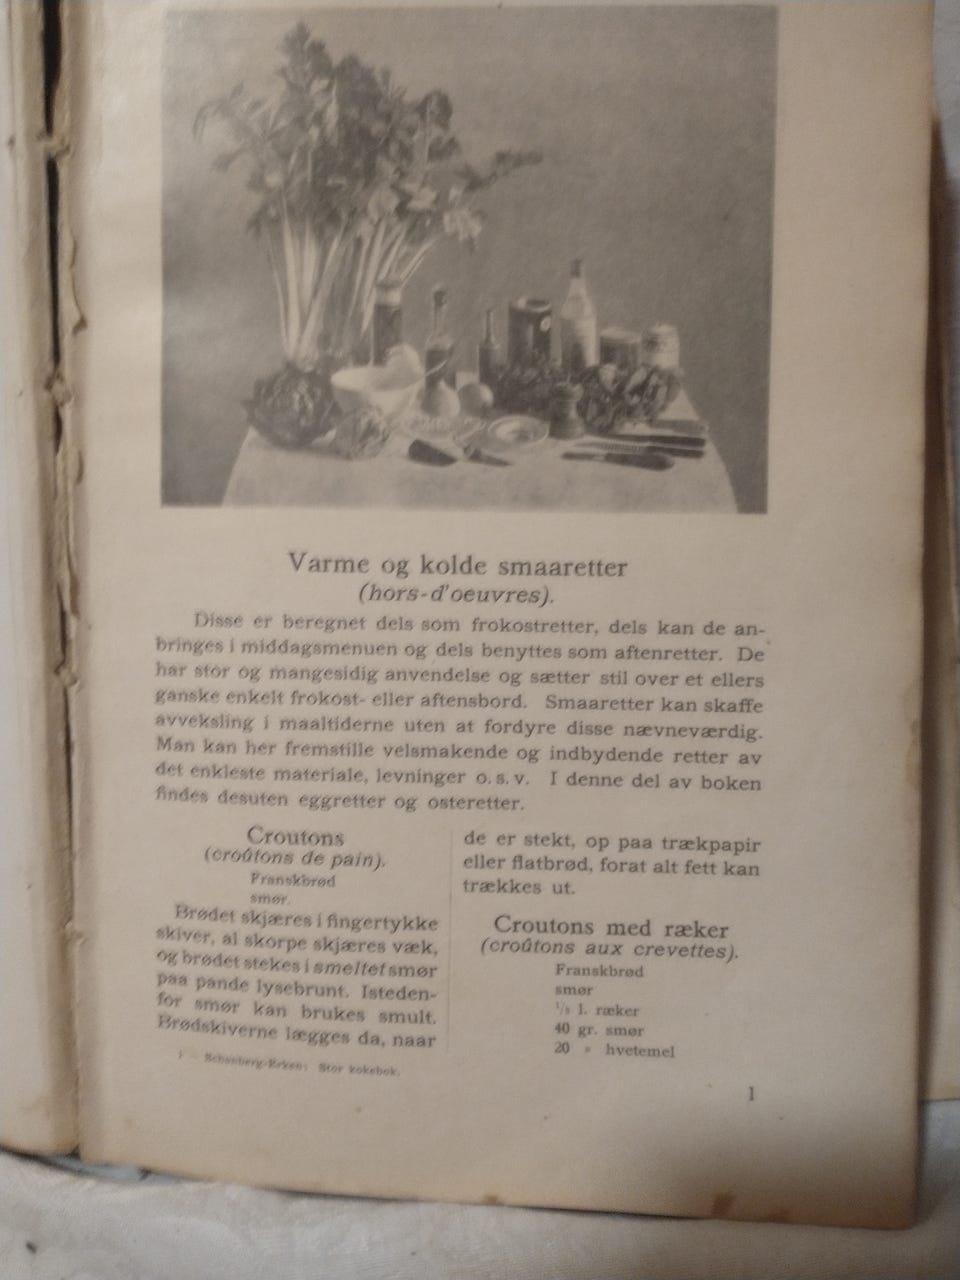 Varme og kolde smaaretter
(hors-d'oeuvres).
Disse er beregnet dels som frokostretter, dels kan de an-
bringes i middagsmenuen og dels benyttes som aftenretter. De
har stor og mangesidig anvendelse og sætter stil over et ellers
ganske enkelt frokost- eller aftensbord. Smaaretter kan skaffe
avveksling i maaltiderne uten at fordyre disse nævneværdig.
Man kan her fremstille velsmakende og indbydende retter av
det enkleste materiale, levninger o. s. v. I denne del av boken
findes desuten eggretter og osteretter.
Croutons
(croûtons de pain).
Franskbrød
smør.
Brødet skjæres i fingertykke
skiver, al skorpe skjæres væk,
og brødet stekes i smeltet smør
paa pande lysebrunt. Isteden-
for smør kan brukes smult.
Brødskiverne lægges da, naar
1 — Schønberg-Erken: Stor kokebok.
de er stekt, op paa trækpapir
eller flatbrød, forat alt fett kan
trækkes ut.
Croutons med ræker
(croûtons aux crevettes).
Franskbrød
smør
l. ræker
40 gr. smør
20 » hvetemel
1